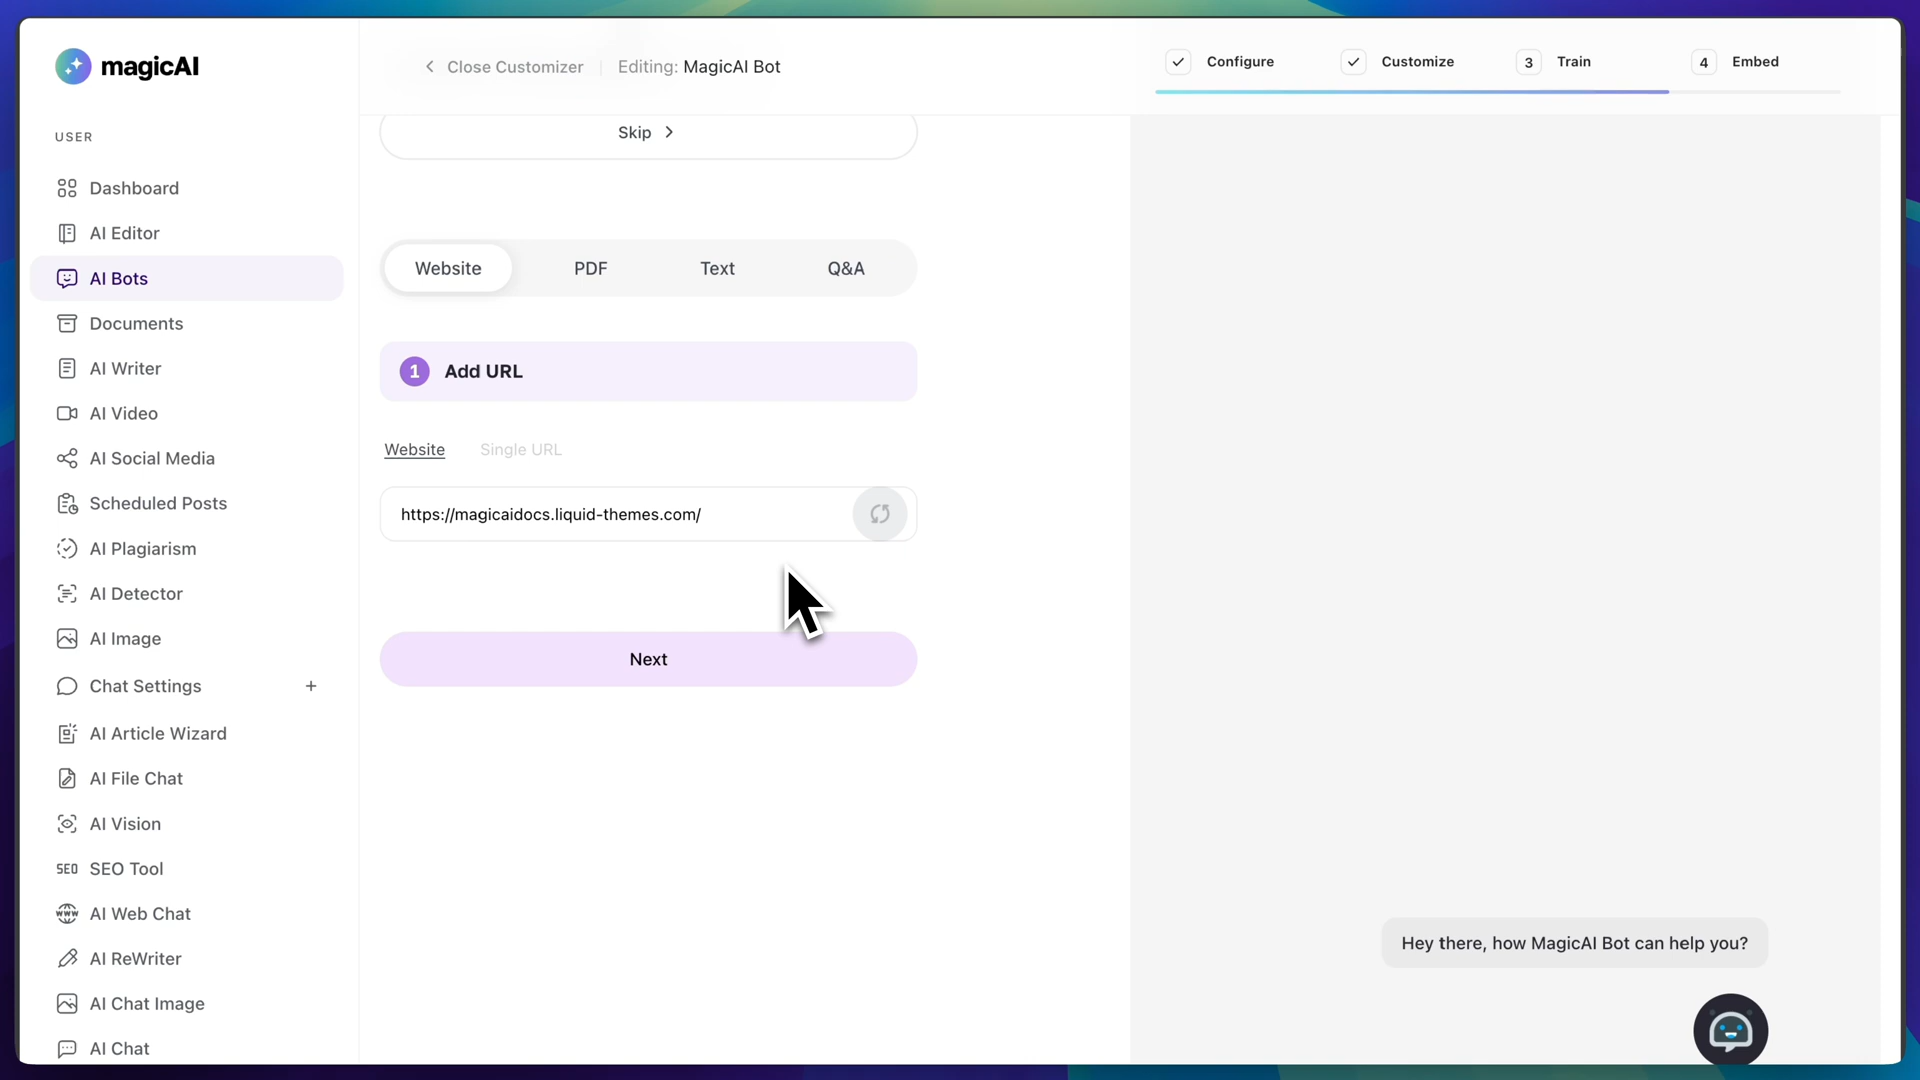 magicAI
USER
Dashboard
AI Editor
AI Bots
Documents
AI Writer
AI Video
AI Social Media
Scheduled Posts
AI Plagiarism
AI Detector
AI Image
Chat Settings +
AI Article Wizard
AI File Chat
AI Vision
SEO SEO Tool
WWW AI Web Chat
AI ReWriter
AI Chat Image
AI Chat
Close Customizer Editing: MagicAI Bot
Configure Customize 3 Train 4 Embed
Skip
Website PDF Text Q&A
1 Add URL
Website Single URL
https://magicaidocs.liquid-themes.com/
Next
Hey there, how MagicAI Bot can help you?